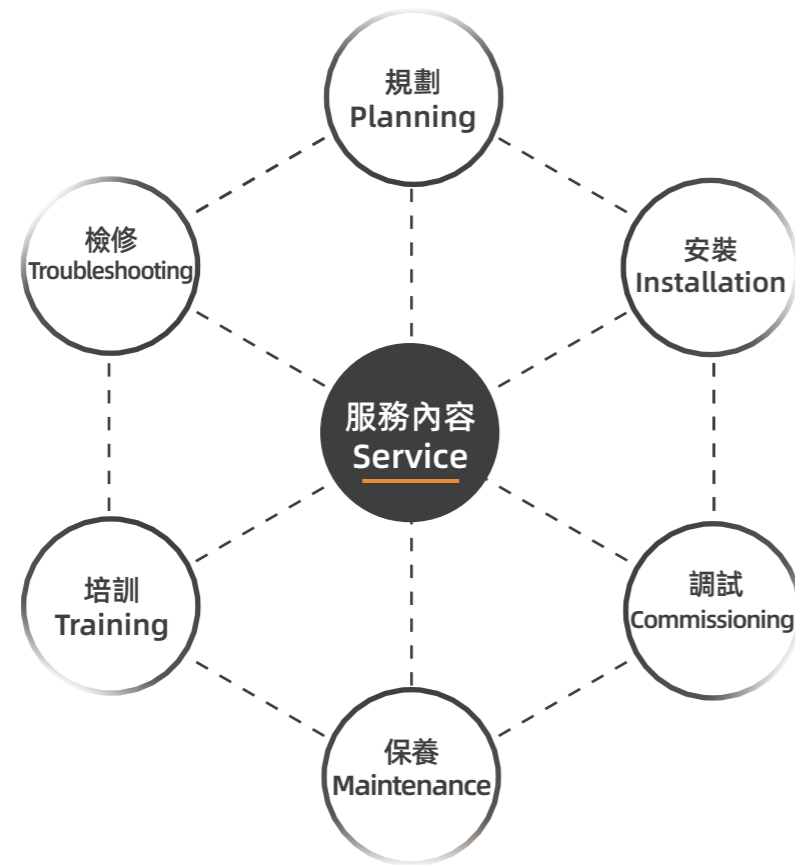 規劃
Planning
檢修
Troubleshooting
安裝
Installation
服務內容
Service
培訓
Training
調試
Commissioning
保養
Maintenance